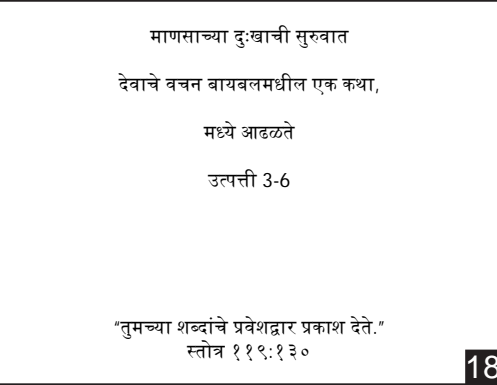 माणसाच्या दुःखाची सुरुवात
देवाचे वचन बायबलमधील एक कथा,
मध्ये आढळते
उत्पत्ती 3-6
“तुमच्या शब्दांचे प्रवेशद्वार प्रकाश देते.”
स्तोत्र ११९:१३०
18